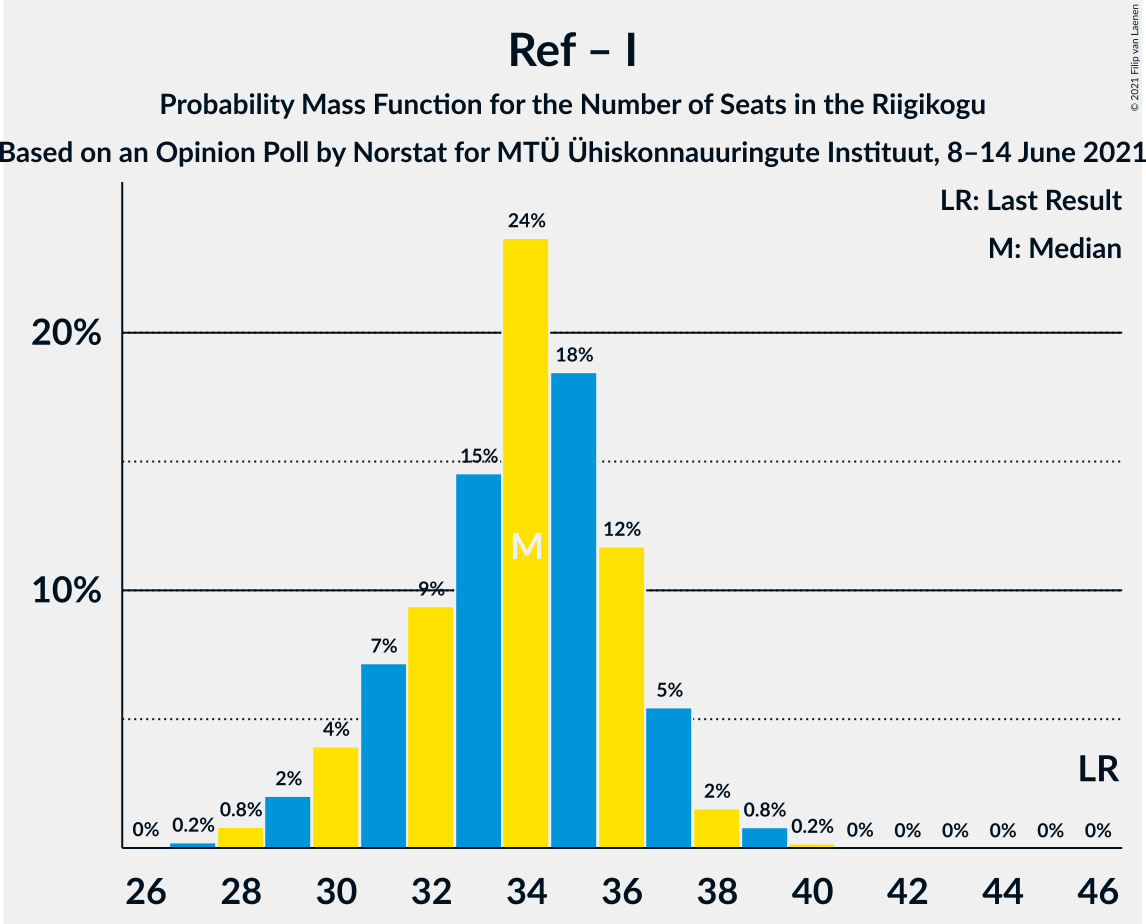 Ref – I
Probability Mass Function for the Number of Seats in the Riigikogu
Based on an Opinion Poll by Norstat for MTÜ Ühiskonnauuringute Instituut, 8–14 June 2021
© 2021 Filip van Laenen
LR: Last Result
M: Median
24%
20%
18%
15%
12%
M
10%
9%
7%
5%
4%
LR
2%
2%
0.8%
0.8%
0% 0.2% 0.2% 0% 0% 0% 0% 0% 0%
26 28 30 32 34 36 38 40 42 44 46